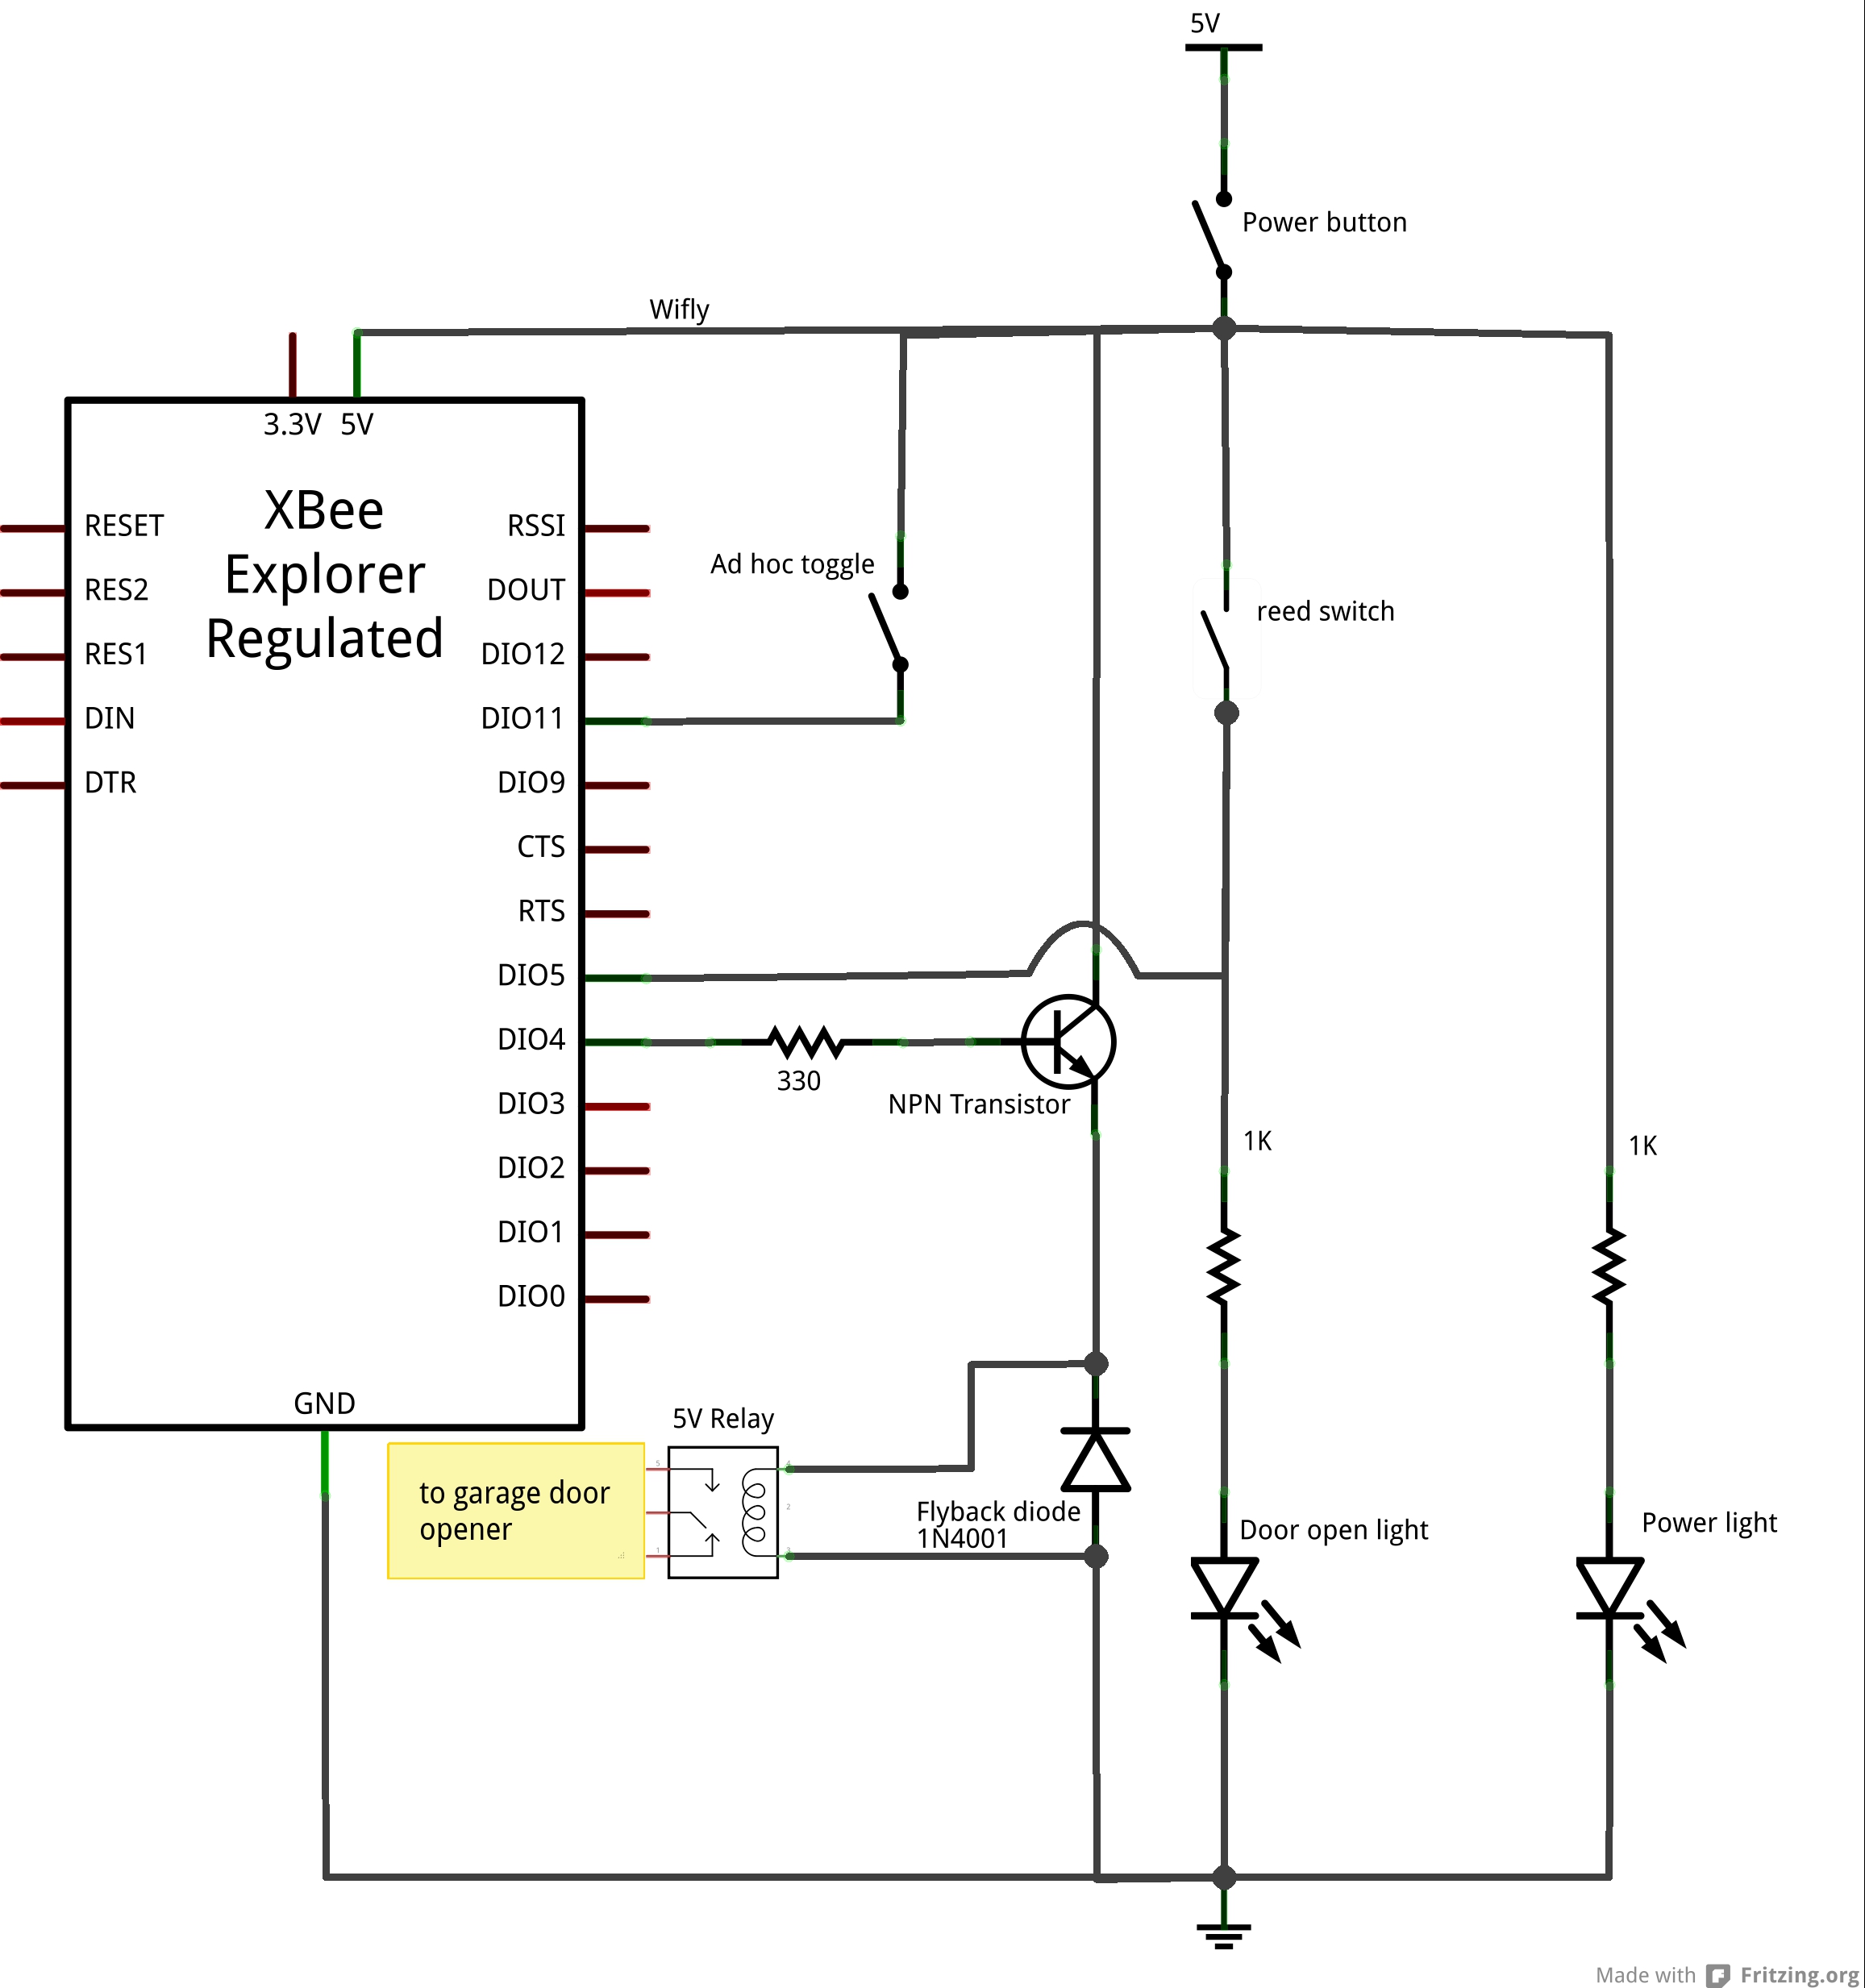 5V
Power button
Wifly
3.3V 5V
XBee
Explorer
Regulated
RESET
RES2
RES1
DIN
DTR
RSSI
DOUT
DIO12
DIO11
DIO9
CTS
RTS
DIO5
DIO4
DIO3
DIO2
DIO1
DIO0
GND
Ad hoc toggle
reed switch
330
NPN Transistor
1K
1K
5V Relay
to garage door
opener
5
1
2
Flyback diode
1N4001
Door open light
Power light
Made with Fritzing.org